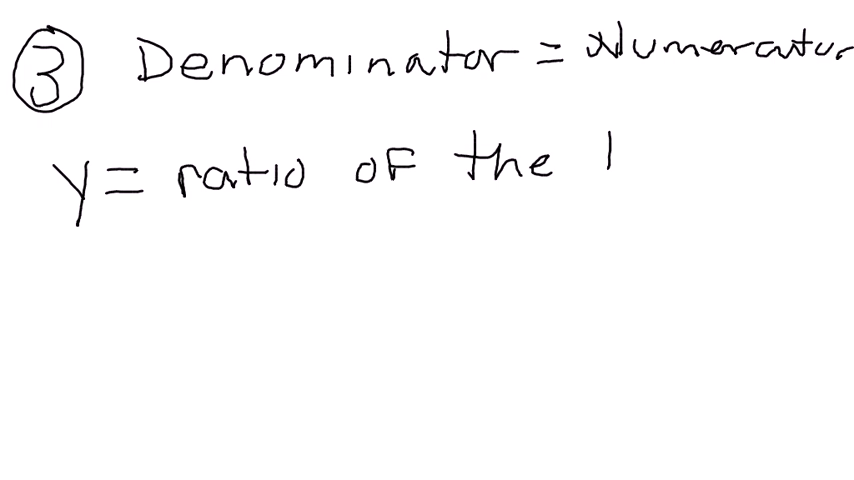 ③ Denominator = Numerator
y = ratio of the l